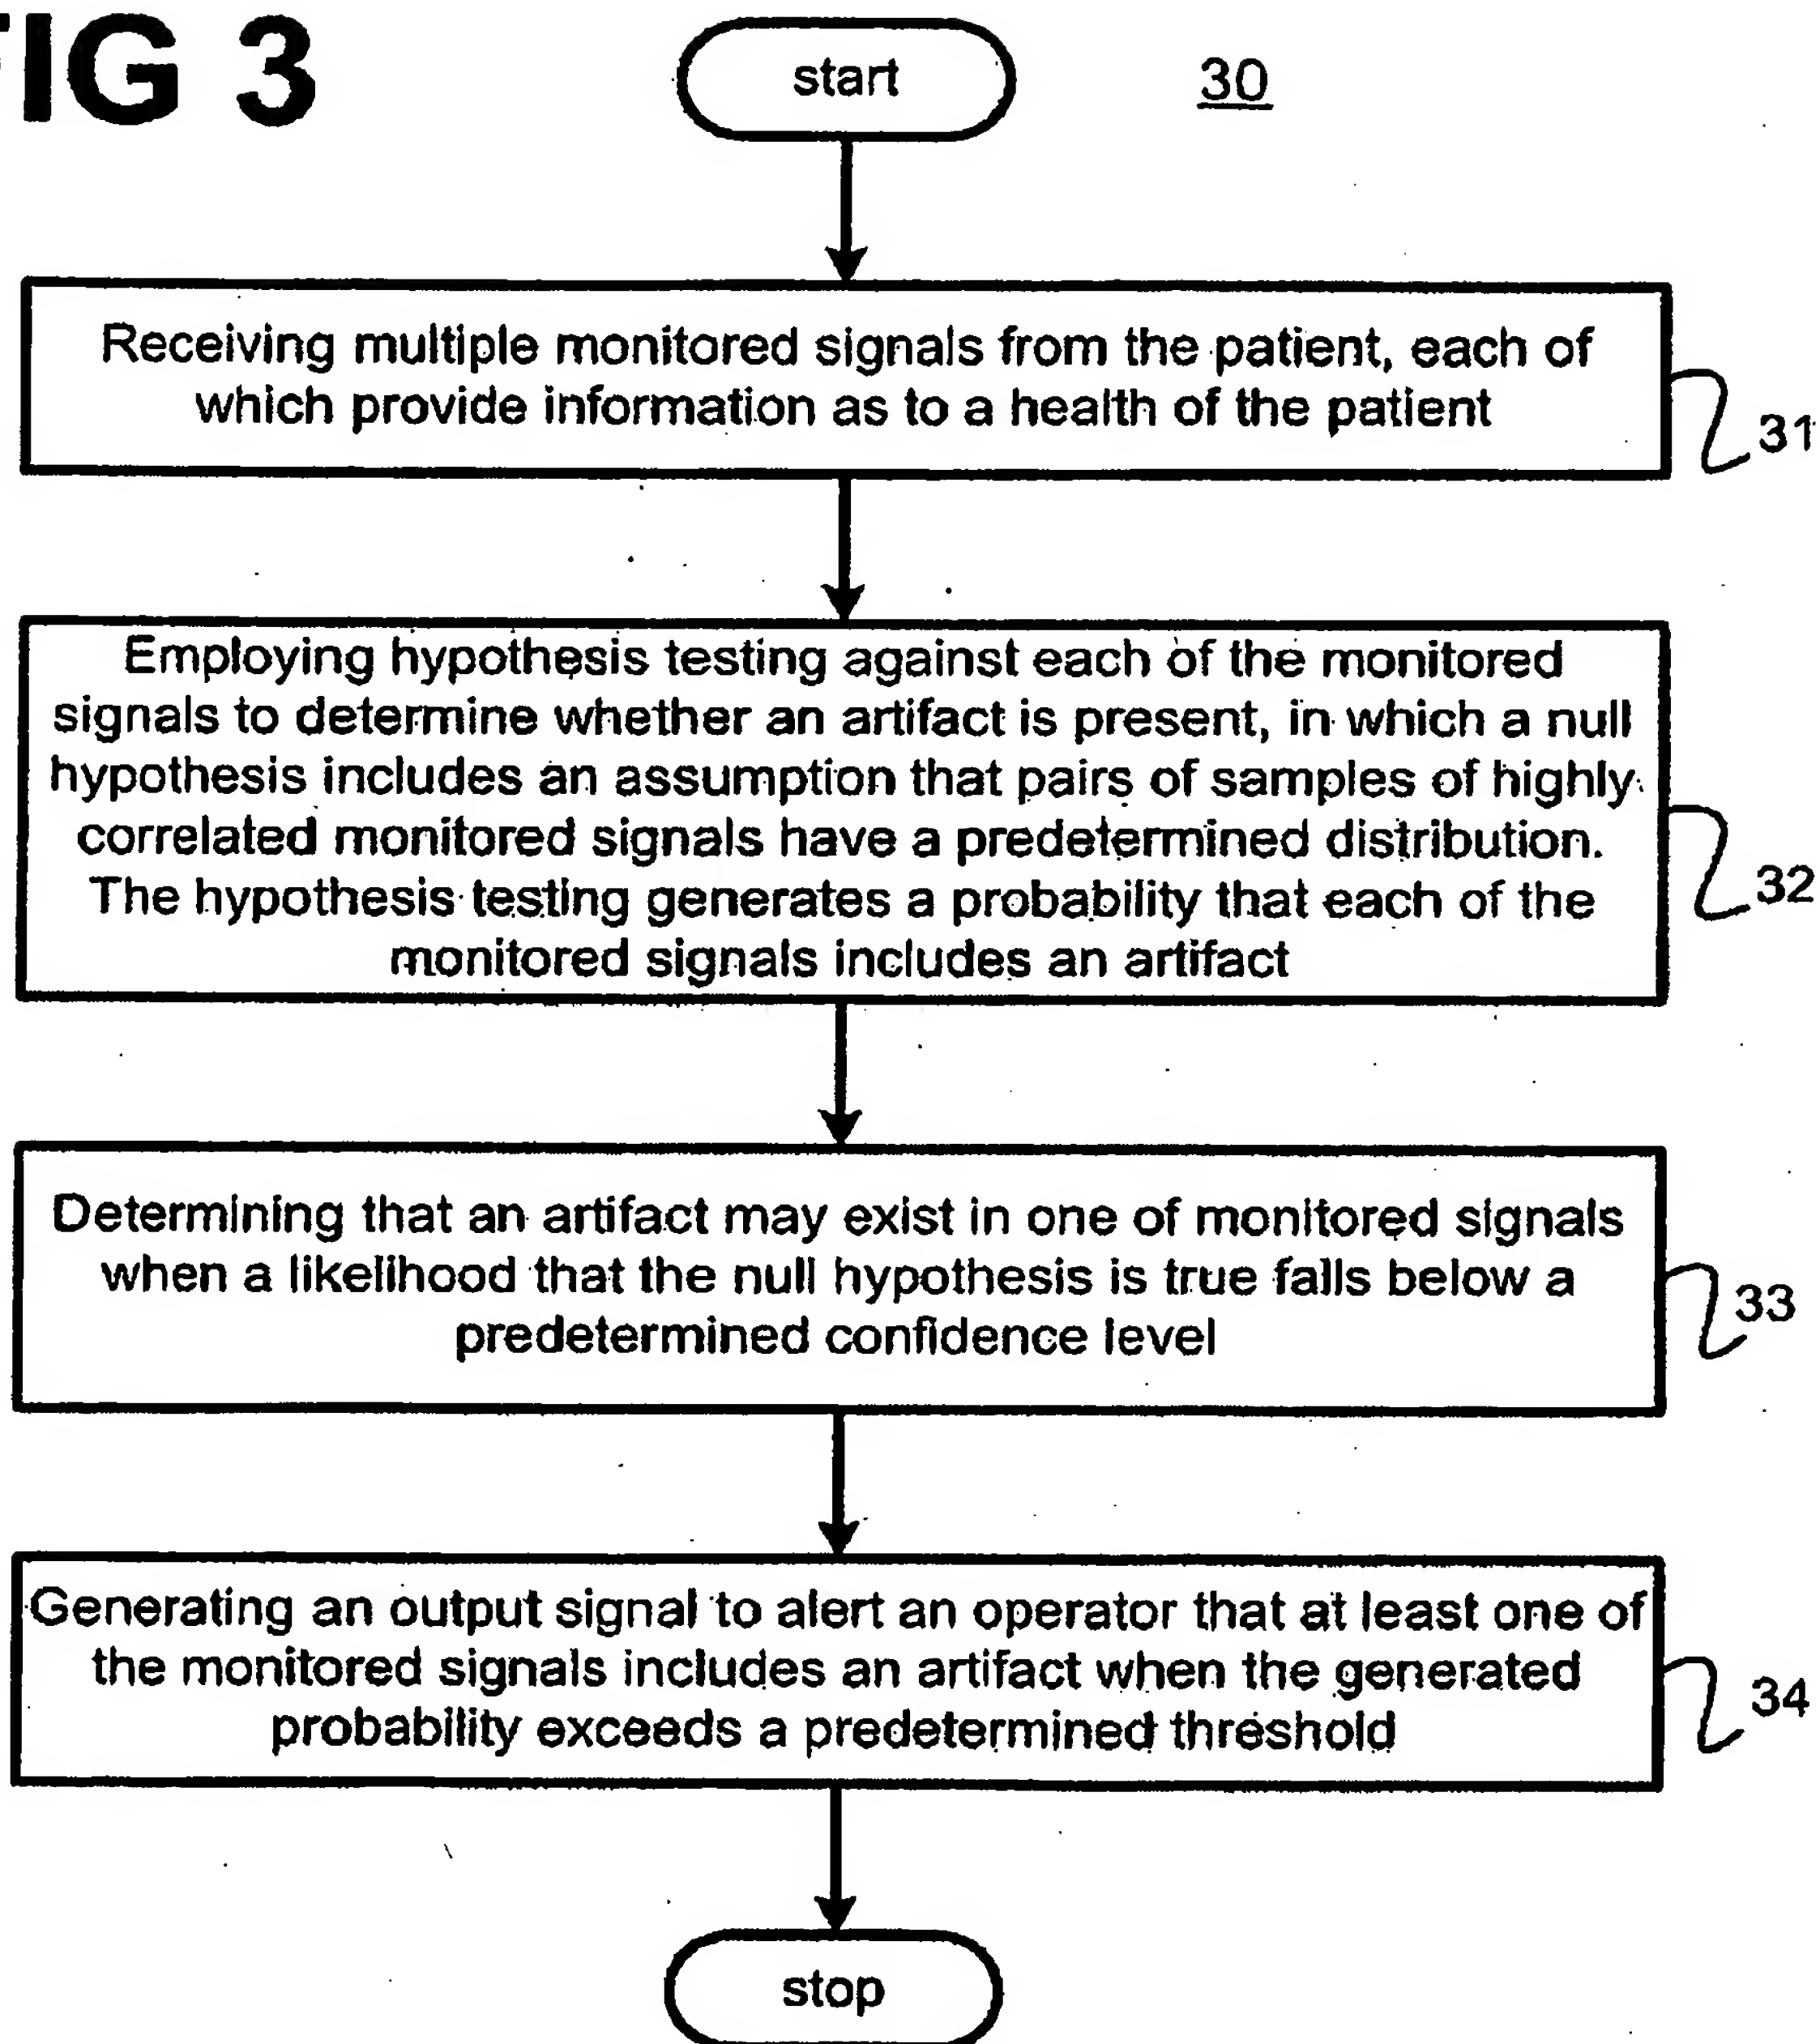 FIG 3
start
30
Receiving multiple monitored signals from the patient, each of
which provide information as to a health of the patient
31
Employing hypothesis testing against each of the monitored
signals to determine whether an artifact is present, in which a null
hypothesis includes an assumption that pairs of samples of highly
correlated monitored signals have a predetermined distribution.
The hypothesis testing generates a probability that each of the
monitored signals includes an artifact
32
Determining that an artifact may exist in one of monitored signals
when a likelihood that the null hypothesis is true falls below a
predetermined confidence level
33
Generating an output signal to alert an operator that at least one of
the monitored signals includes an artifact when the generated
probability exceeds a predetermined threshold
34
stop